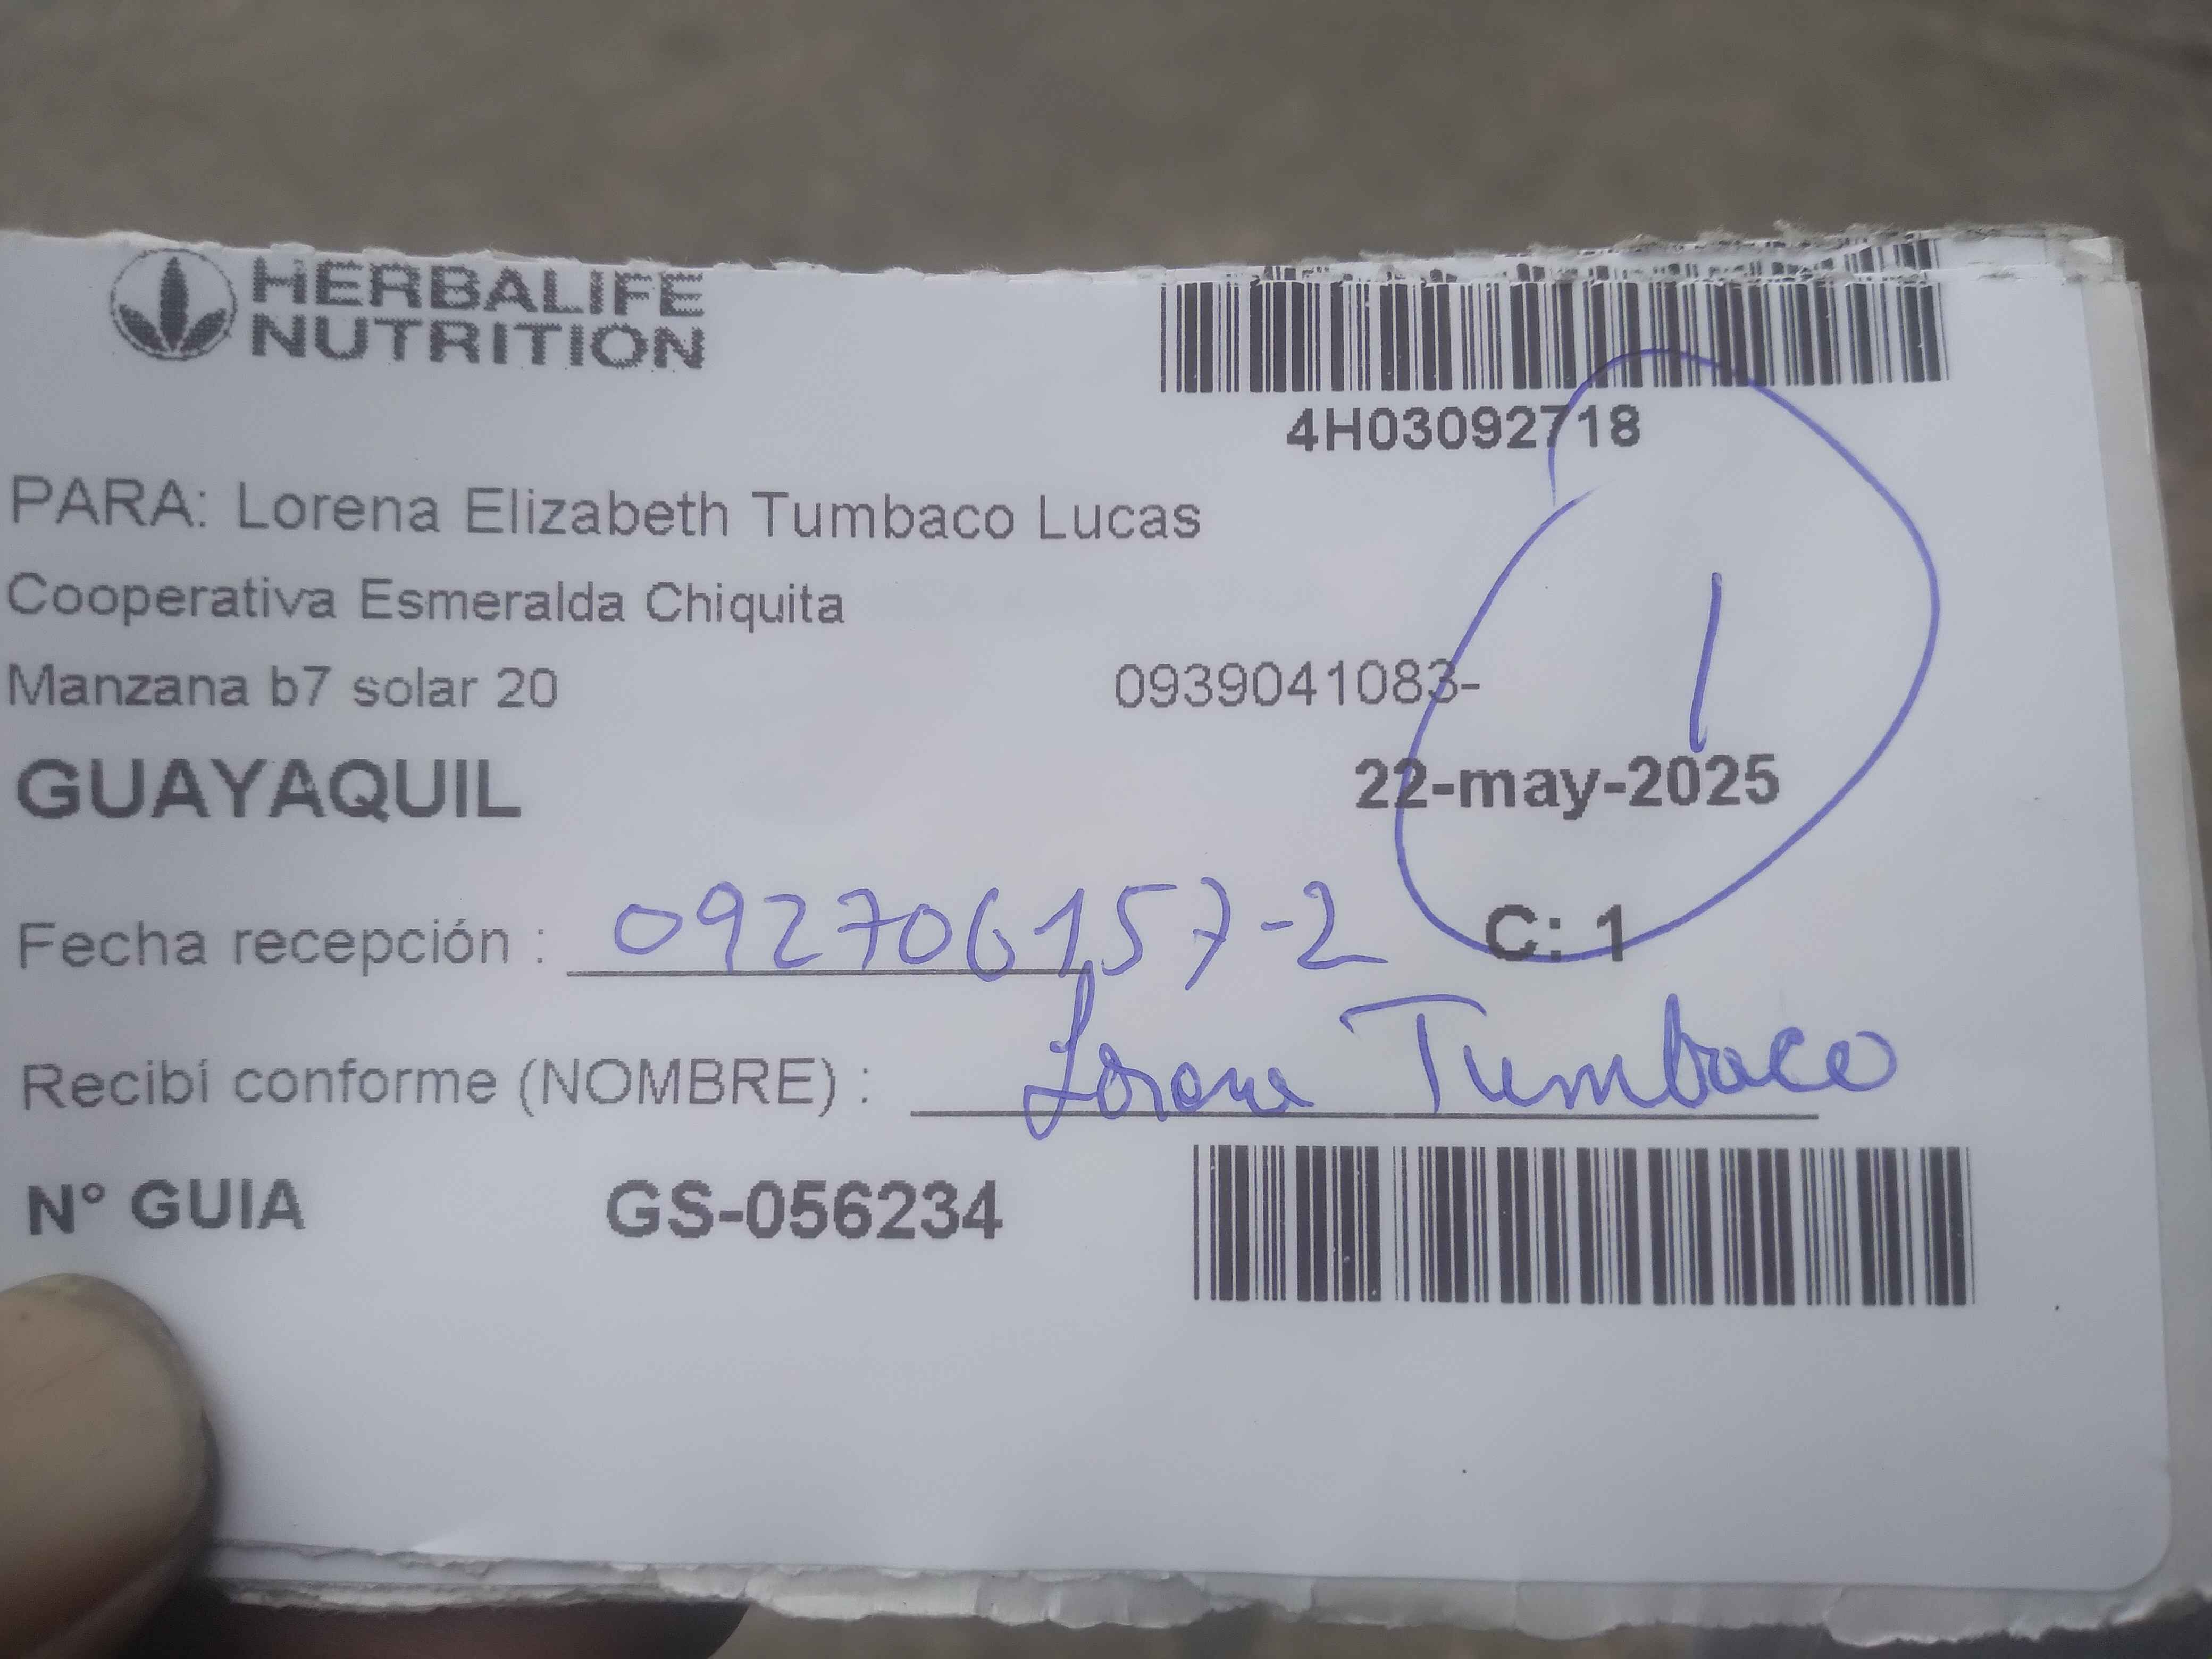 HERBALIFE
NUTRITION
4H03092718
PARA: Lorena Elizabeth Tumbaco Lucas
Cooperativa Esmeralda Chiquita
Manzana b7 solar 20 0939041083-
1
GUAYAQUIL 22-may-2025
Fecha recepción : 092706157-2 C: 1
Recibí conforme (NOMBRE) : Lorena Tumbaco
N° GUIA GS-056234